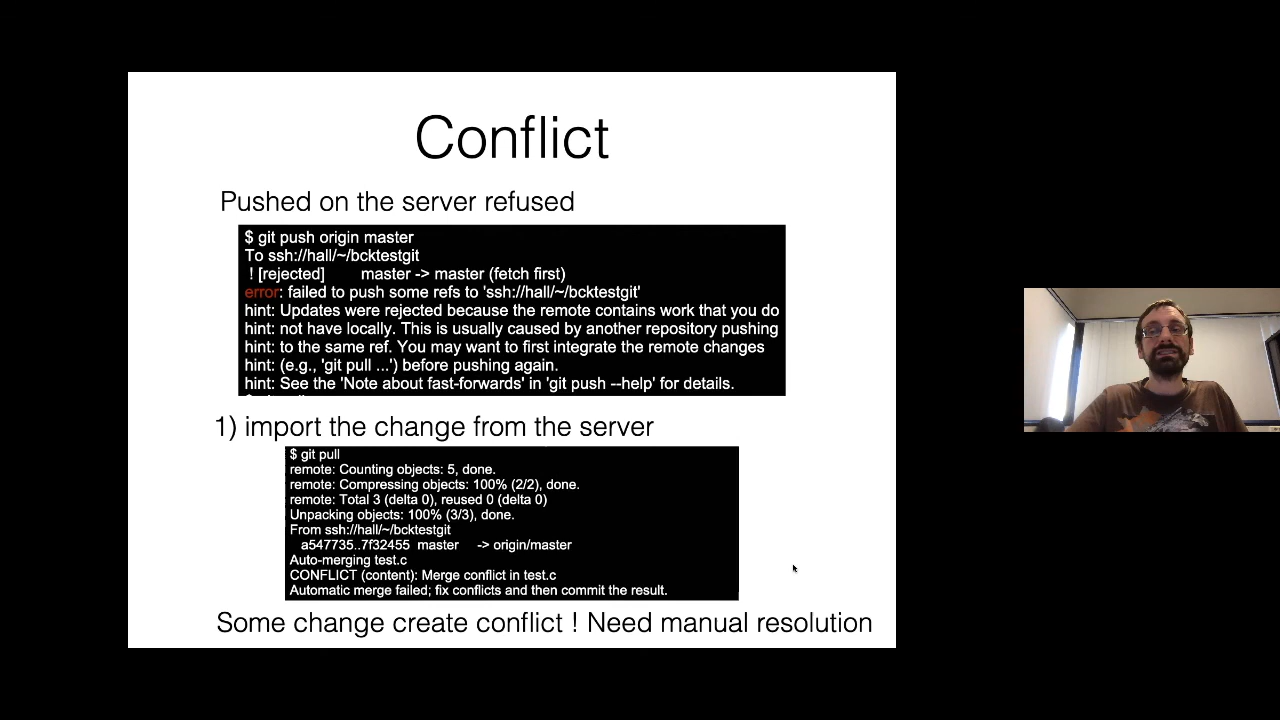 Conflict
Pushed on the server refused
$ git push origin master
To ssh://hall/~/bcktestgit
! [rejected] master -> master (fetch first)
error: failed to push some refs to 'ssh://hall/~/bcktestgit'
hint: Updates were rejected because the remote contains work that you do
hint: not have locally. This is usually caused by another repository pushing
hint: to the same ref. You may want to first integrate the remote changes
hint: (e.g., 'git pull ...') before pushing again.
hint: See the 'Note about fast-forwards' in 'git push --help' for details.
1) import the change from the server
$ git pull
remote: Counting objects: 5, done.
remote: Compressing objects: 100% (2/2), done.
remote: Total 3 (delta 0), reused 0 (delta 0)
Unpacking objects: 100% (3/3), done.
From ssh://hall/~/bcktestgit
a547735..7f32455 master -> origin/master
Auto-merging test.c
CONFLICT (content): Merge conflict in test.c
Automatic merge failed; fix conflicts and then commit the result.
Some change create conflict ! Need manual resolution